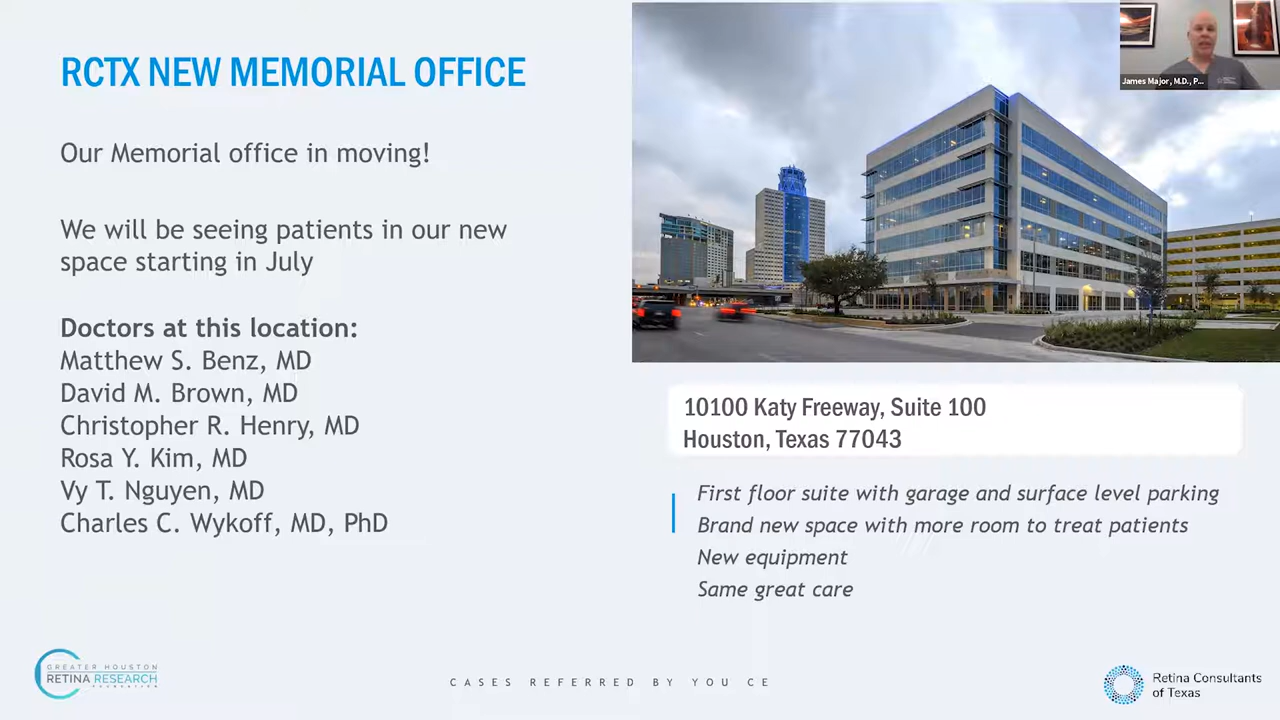 RCTX NEW MEMORIAL OFFICE
Our Memorial office in moving!
We will be seeing patients in our new
space starting in July
Doctors at this location:
Matthew S. Benz, MD
David M. Brown, MD
Christopher R. Henry, MD
Rosa Y. Kim, MD
Vy T. Nguyen, MD
Charles C. Wykoff, MD, PhD
James Major, M.D., P...
10100 Katy Freeway, Suite 100
Houston, Texas 77043
First floor suite with garage and surface level parking
Brand new space with more room to treat patients
New equipment
Same great care
GREATER HOUSTON
RETINA RESEARCH
FOUNDATION
CASES REFERRED BY YOU CE
Retina Consultants
of Texas